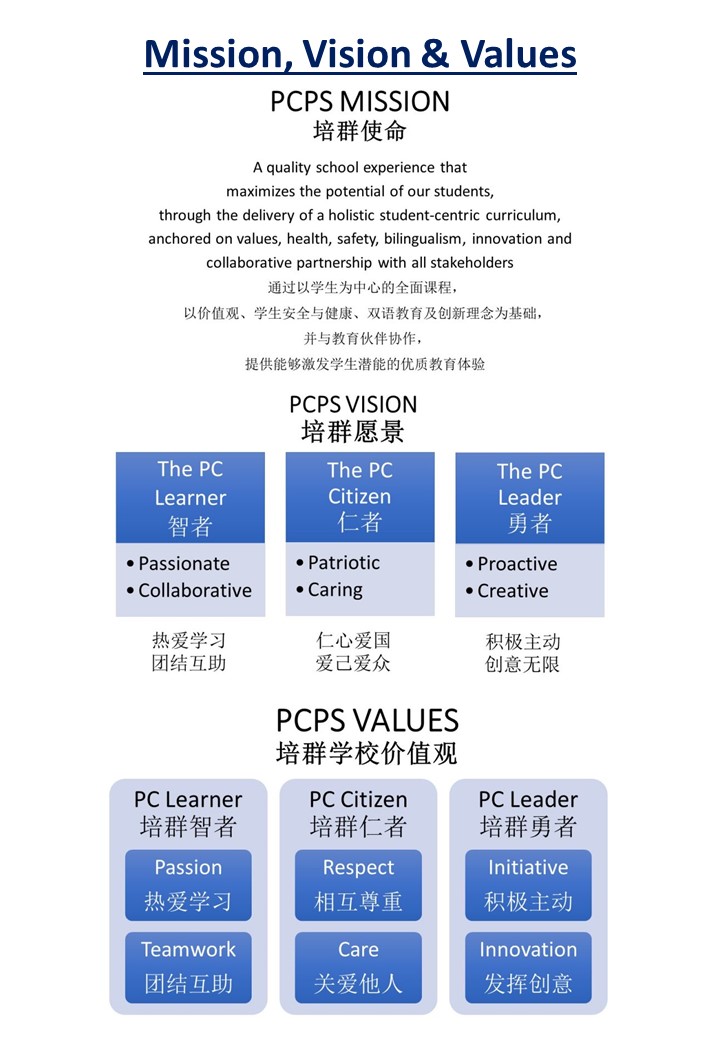 Mission, Vision & Values
PCPS MISSION
培群使命
A quality school experience that
maximizes the potential of our students,
through the delivery of a holistic student-centric curriculum,
anchored on values, health, safety, bilingualism, innovation and
collaborative partnership with all stakeholders
通过以学生为中心的全面课程，
以价值观、学生安全与健康、双语教育及创新理念为基础，
并与教育伙伴协作，
提供能够激发学生潜能的优质教育体验
PCPS VISION
培群愿景
The PC
Learner
智者
• Passionate
• Collaborative
热爱学习
团结互助
The PC
Citizen
仁者
• Patriotic
• Caring
仁心爱国
爱己爱众
The PC
Leader
勇者
• Proactive
• Creative
积极主动
创意无限
PCPS VALUES
培群学校价值观
PC Learner
培群智者
Passion
热爱学习
Teamwork
团结互助
PC Citizen
培群仁者
Respect
相互尊重
Care
关爱他人
PC Leader
培群勇者
Initiative
积极主动
Innovation
发挥创意